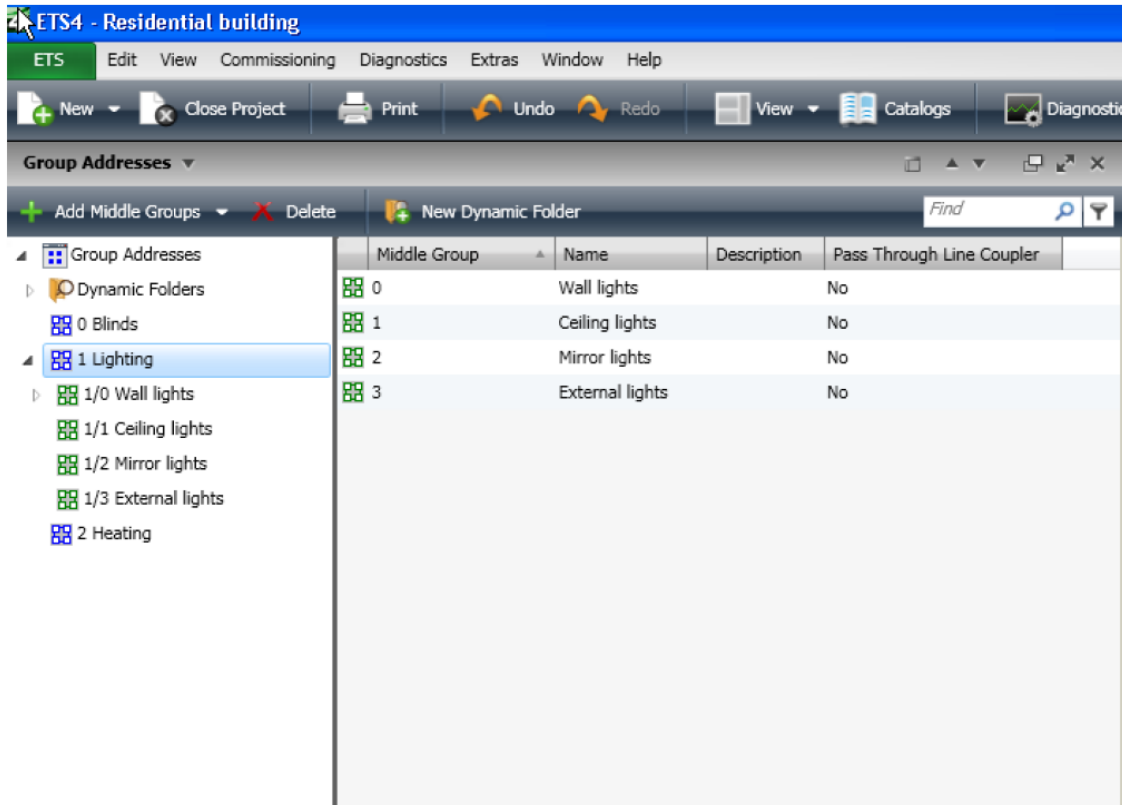 ETS4 - Residential building
ETS Edit View Commissioning Diagnostics Extras Window Help
New Close Project Print Undo Redo View Catalogs Diagnostic
Group Addresses
Add Middle Groups Delete New Dynamic Folder Find
Group Addresses
Dynamic Folders
0 Blinds
1 Lighting
1/0 Wall lights
1/1 Ceiling lights
1/2 Mirror lights
1/3 External lights
2 Heating
Middle Group Name Description Pass Through Line Coupler
0 Wall lights No
1 Ceiling lights No
2 Mirror lights No
3 External lights No